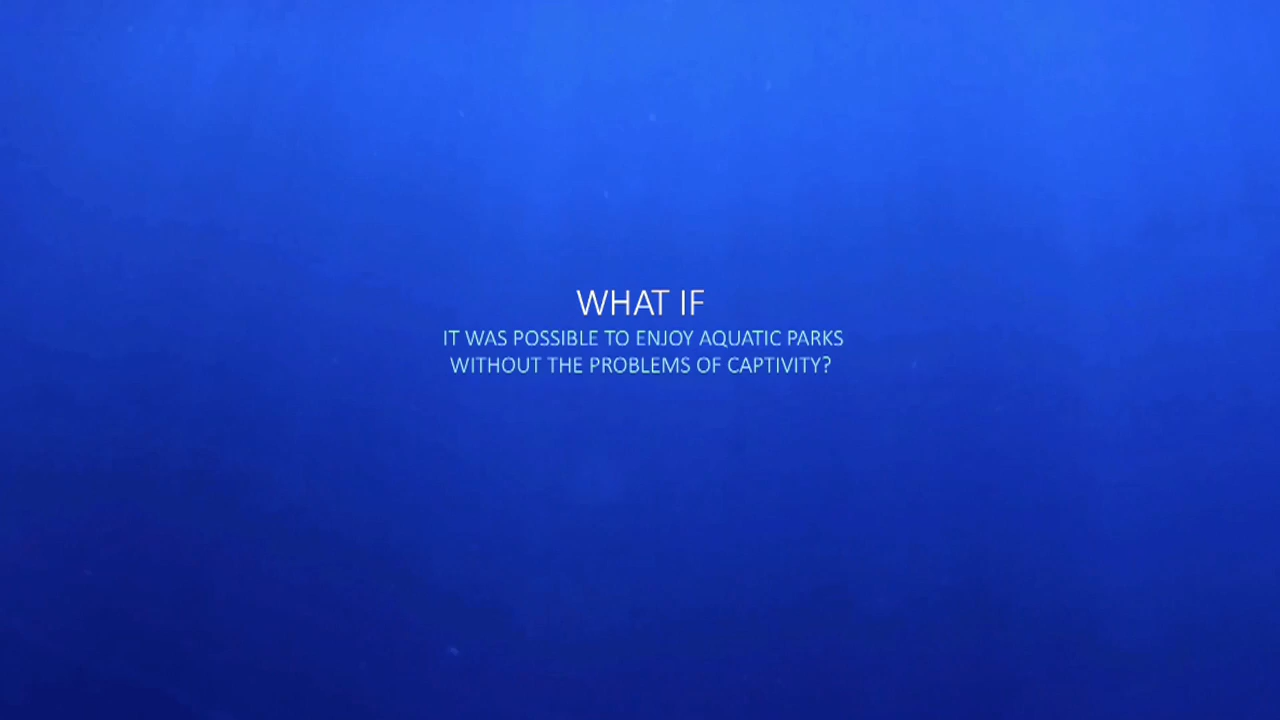 WHAT IF
IT WAS POSSIBLE TO ENJOY AQUATIC PARKS
WITHOUT THE PROBLEMS OF CAPTIVITY?